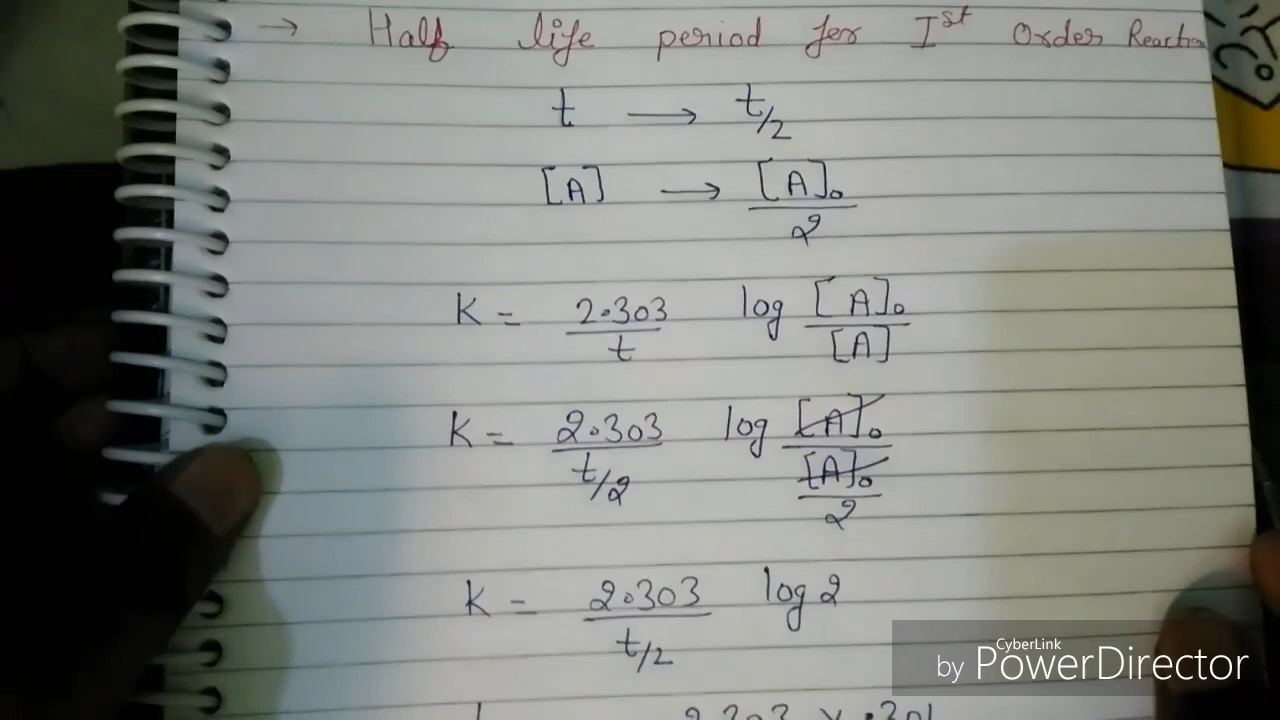 → Half life period for Ist Order Reaction
t → t/2
[A] → [A]₀/2
K = 2.303/t log [A]₀/[A]
K = 2.303/t/2 log [A]₀/[A]₀/2
K = 2.303/t/2 log 2
CyberLink
by PowerDirector